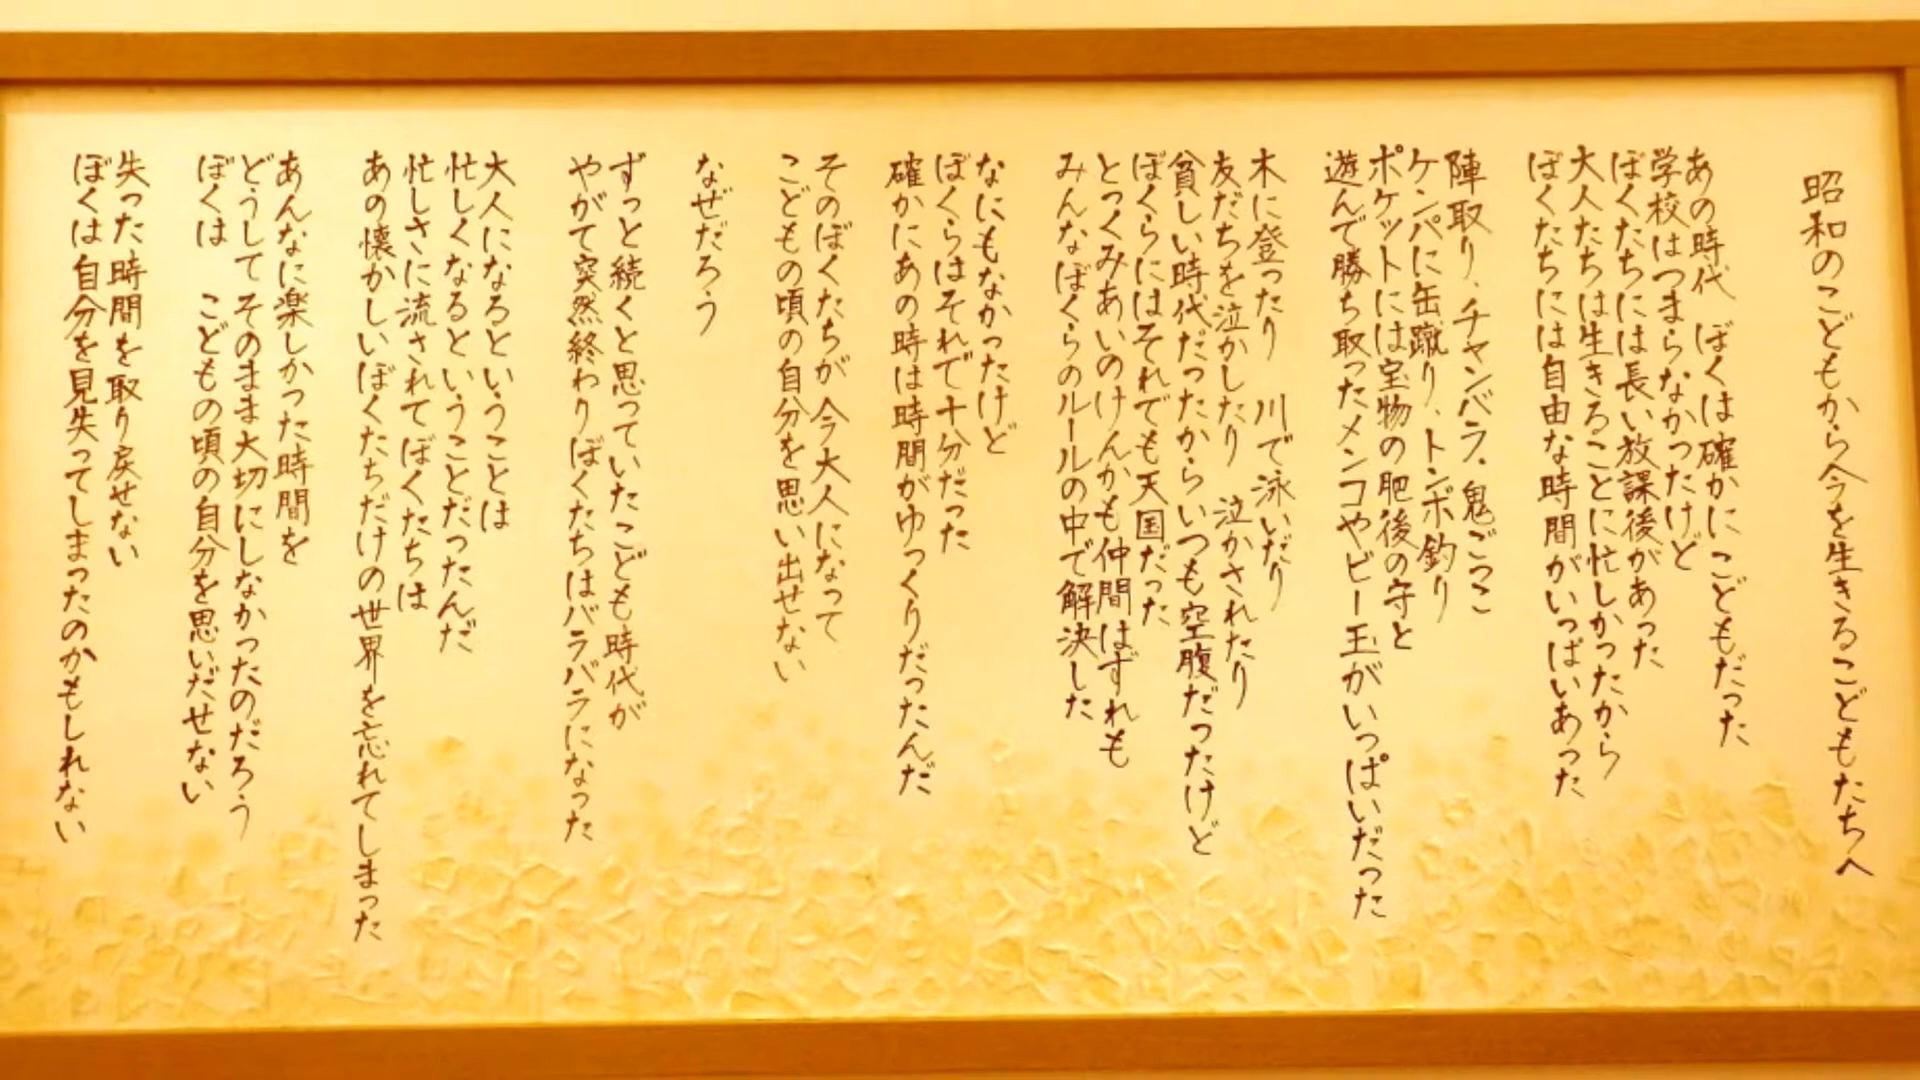 昭和のこどもから今を生きるこどもたちへ
あの時代 ぼくは確かにこどもだった
学校はつまらなかったけど
ぼくたちには長い放課後があった
大人たちは生きることに忙しかったから
ぼくたちには自由な時間がいっぱいあった
陣取り、チャンバラ、鬼ごっこ
ケンパに缶蹴り、トンボ釣り
ポケットには宝物の肥後の守と
遊んで勝ち取ったメンコやビー玉がいっぱいだった
木に登ったり 川で泳いだり
友だちを泣かしたり 泣かされたり
貧しい時代だったからいつも空腹だったけど
ぼくらにはそれでも天国だった
とっくみあいのけんかも仲間はずれも
みんなぼくらのルールの中で解決した
なにもなかったけど
ぼくらはそれで十分だった
確かにあの時は時間がゆっくりだったんだ
そのぼくたちが今大人になって
こどもの頃の自分を思い出せない
なぜだろう
ずっと続くと思っていたこども時代が
やがて突然終わりぼくたちはバラバラになった
大人になるということは
忙しくなるということだったんだ
忙しさに流されてぼくたちは
あの懐かしいぼくたちだけの世界を忘れてしまった
あんなに楽しかった時間を
どうしてそのまま大切にしなかったのだろう
ぼくは こどもの頃の自分を思いだせない
失った時間を取り戻せない
ぼくは自分を見失ってしまったのかもしれない